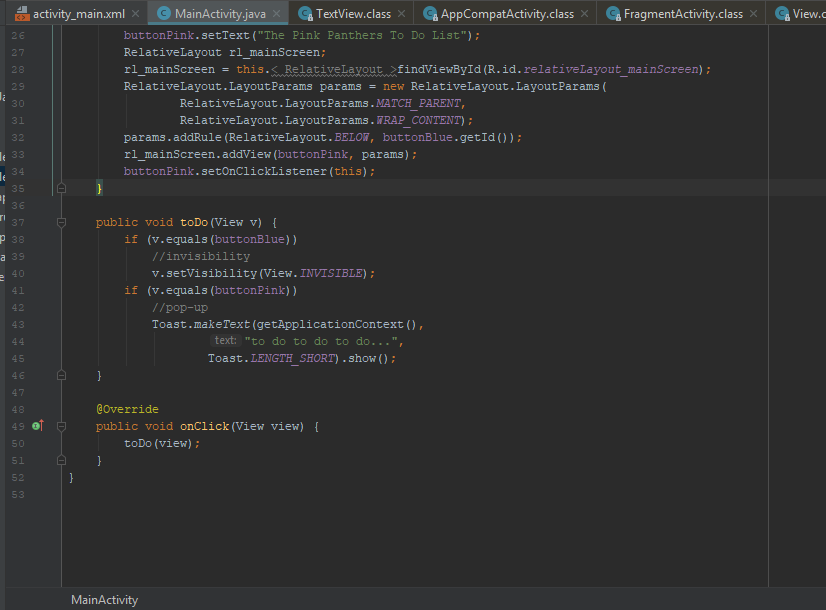 activity_main.xml MainActivity.java TextView.class AppCompatActivity.class FragmentActivity.class View.c
26 buttonPink.setText("The Pink Panthers To Do List");
27 RelativeLayout rl_mainScreen;
28 rl_mainScreen = this.< RelativeLayout >findViewById(R.id.relativeLayout_mainScreen);
29 RelativeLayout.LayoutParams params = new RelativeLayout.LayoutParams(
30 RelativeLayout.LayoutParams.MATCH_PARENT,
31 RelativeLayout.LayoutParams.WRAP_CONTENT);
32 params.addRule(RelativeLayout.BELOW, buttonBlue.getId());
33 rl_mainScreen.addView(buttonPink, params);
34 buttonPink.setOnClickListener(this);
35 }
36
37 public void toDo(View v) {
38 if (v.equals(buttonBlue))
39 //invisibility
40 v.setVisibility(View.INVISIBLE);
41 if (v.equals(buttonPink))
42 //pop-up
43 Toast.makeText(getApplicationContext(),
44 text: "to do to do to do...",
45 Toast.LENGTH_SHORT).show();
46 }
47
48 @Override
49 public void onClick(View view) {
50 toDo(view);
51 }
52 }
53
MainActivity